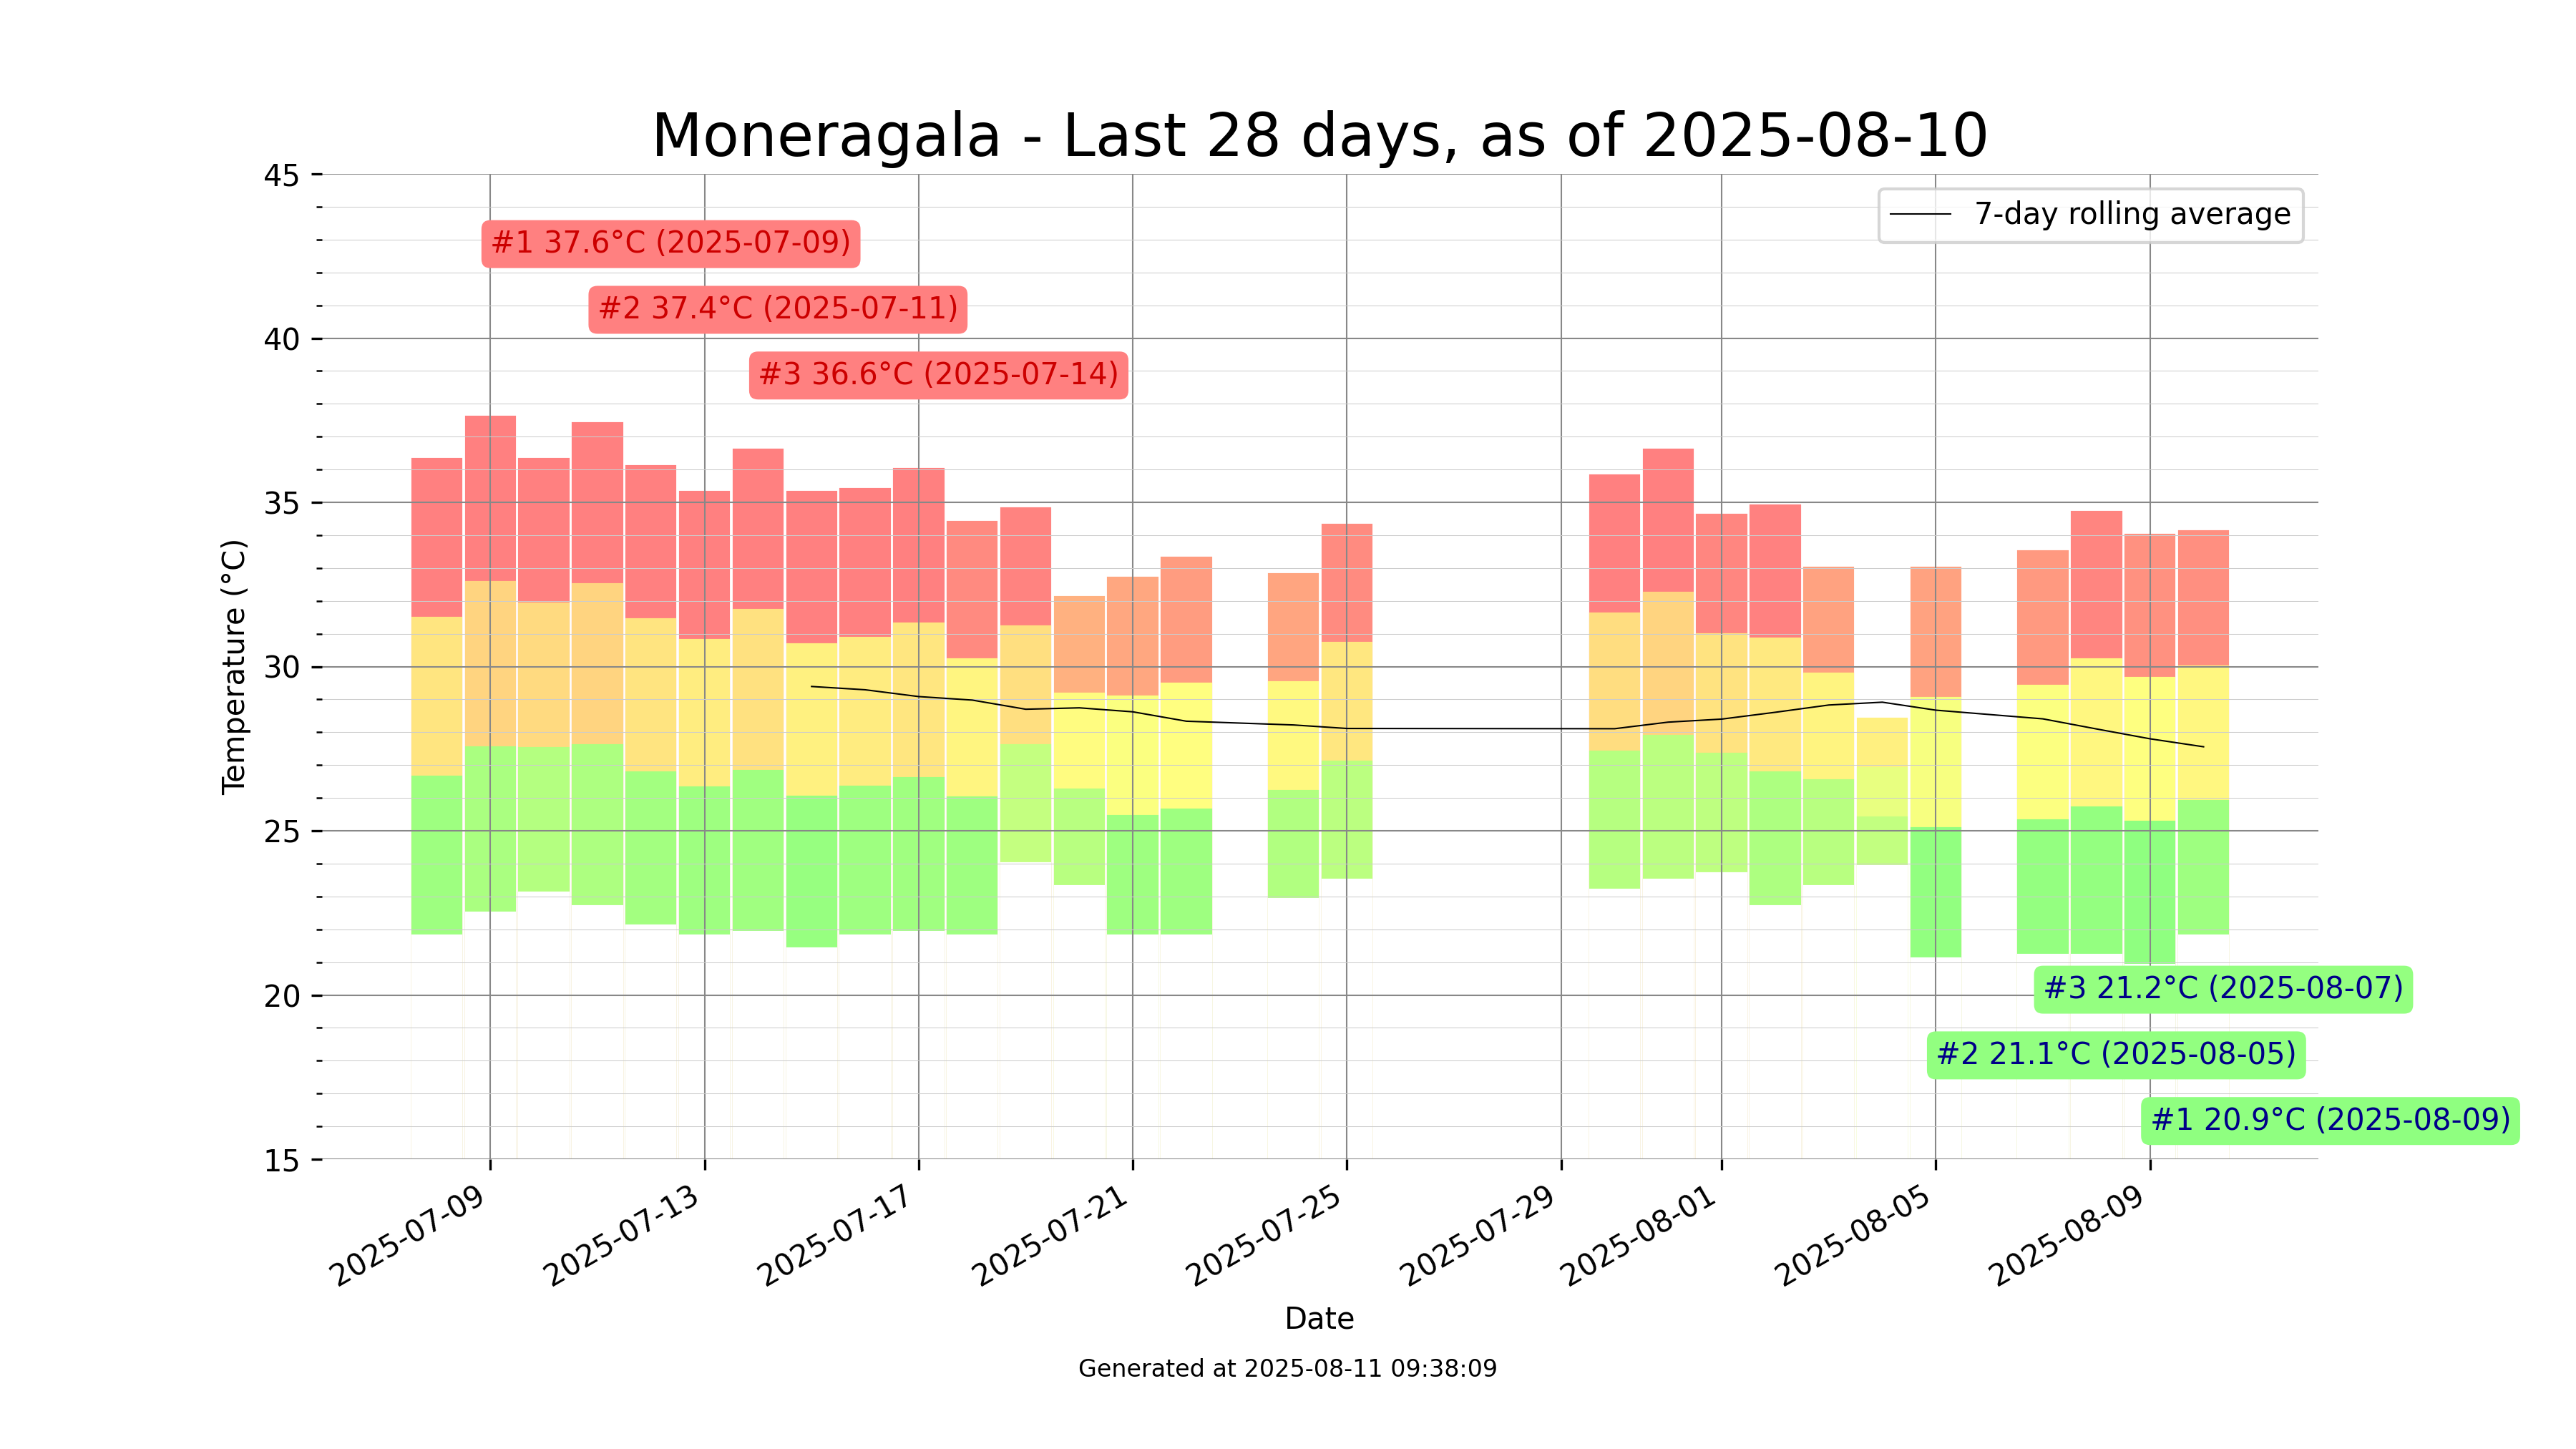 Moneragala - Last 28 days, as of 2025-08-10
45
7-day rolling average
#1 37.6°C (2025-07-09)
#2 37.4°C (2025-07-11)
40
#3 36.6°C (2025-07-14)
35
Temperature (°C)
30
25
20
#3 21.2°C (2025-08-07)
#2 21.1°C (2025-08-05)
#1 20.9°C (2025-08-09)
15
2025-07-09
2025-07-13
2025-07-17
2025-07-21
2025-07-25
2025-07-29
2025-08-01
2025-08-05
2025-08-09
Date
Generated at 2025-08-11 09:38:09